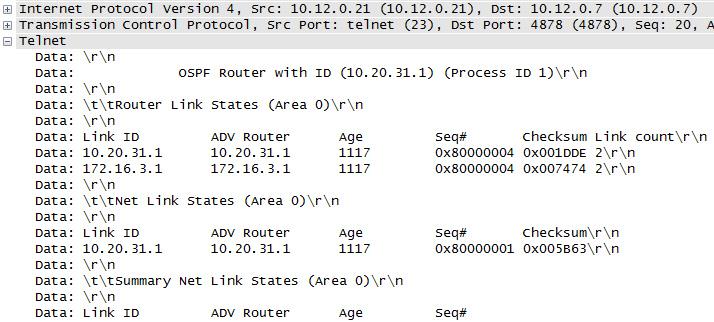 Internet Protocol Version 4, Src: 10.12.0.21 (10.12.0.21), Dst: 10.12.0.7 (10.12.0.7)
Transmission Control Protocol, Src Port: telnet (23), Dst Port: 4878 (4878), Seq: 20, A
Telnet
Data: \r\n
Data:             OSPF Router with ID (10.20.31.1) (Process ID 1)\r\n
Data: \r\n
Data: \t\tRouter Link States (Area 0)\r\n
Data: \r\n
Data: Link ID         ADV Router      Age         Seq#       Checksum Link count\r\n
Data: 10.20.31.1      10.20.31.1      1117        0x80000004 0x001DDE 2\r\n
Data: 172.16.3.1      172.16.3.1      1117        0x80000004 0x007474 2\r\n
Data: \r\n
Data: \t\tNet Link States (Area 0)\r\n
Data: \r\n
Data: Link ID         ADV Router      Age         Seq#       Checksum\r\n
Data: 10.20.31.1      10.20.31.1      1117        0x80000001 0x005B63\r\n
Data: \r\n
Data: \t\tSummary Net Link States (Area 0)\r\n
Data: \r\n
Data: Link ID         ADV Router      Age         Seq#